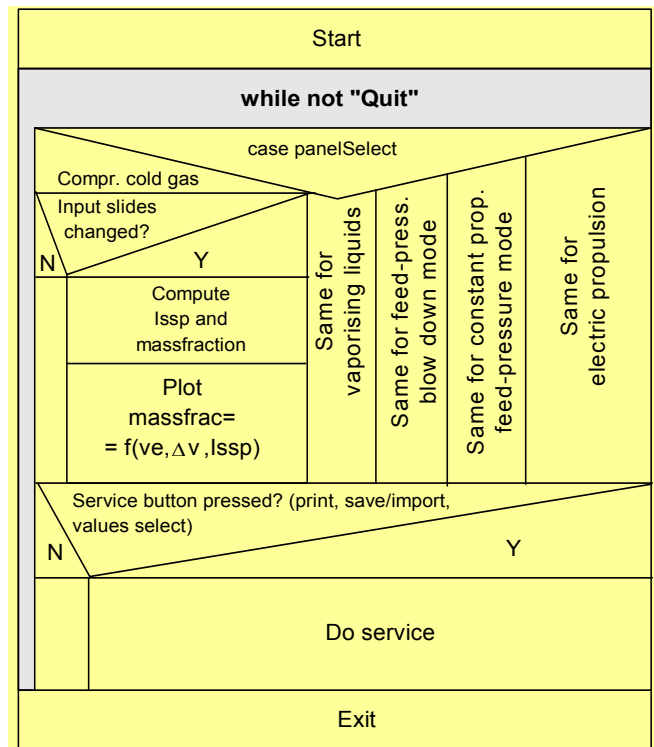 Start
while not "Quit"
case panelSelect
Compr. cold gas
Input slides
changed?
N
Y
Compute
Issp and
massfraction
Plot
massfrac=
= f(ve,Δv,Issp)
Same for
vaporising liquids
Same for feed-press.
blow down mode
Same for constant prop.
feed-pressure mode
Same for
electric propulsion
Service button pressed? (print, save/import,
values select)
N
Y
Do service
Exit